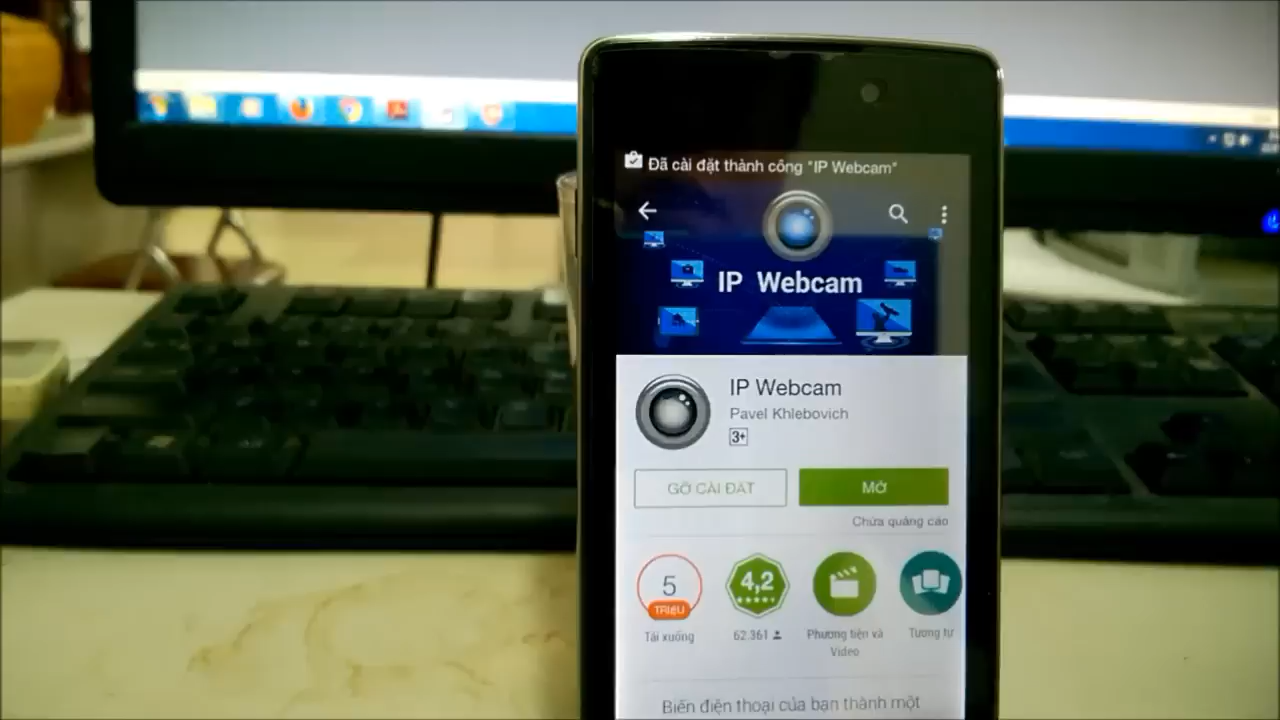 Đã cài đặt thành công "IP Webcam"
IP Webcam
IP Webcam
Pavel Khlebovich
3+
GỠ CÀI ĐẶT
MỞ
Chứa quảng cáo
5
TRIỆU
4,2
Tải xuống
62.361
Phương tiện và
Video
Tương tự
Biến điện thoại của bạn thành một